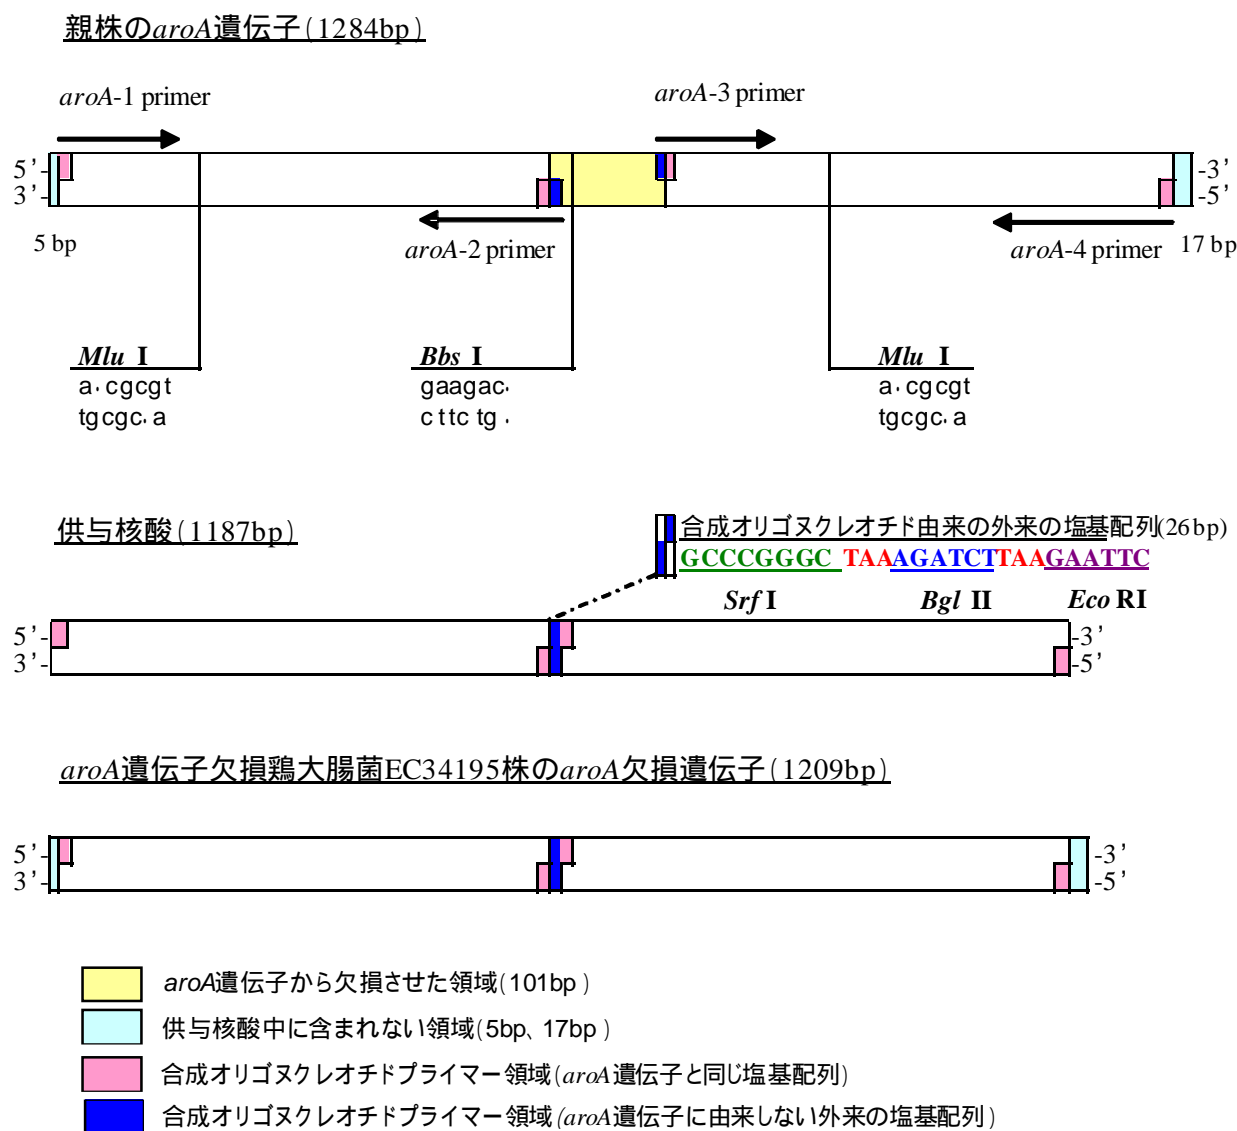 親株のaroA遺伝子(1284bp)
aroA-1 primer
aroA-3 primer
5’-
-3’
3’-
-5’
5 bp
aroA-2 primer
aroA-4 primer
17 bp
Mlu I
Bbs I
Mlu I
a・cgcgt
gaagac・
a・cgcgt
tgcgc・a
cttctg・
tgcgc・a
供与核酸(1187bp)
合成オリゴヌクレオチド由来の外来の塩基配列(26bp)
GCCCGGGC TAAAGATCTTAAGAATTC
Srf I
Bgl II
Eco RI
5’-
-3’
3’-
-5’
aroA遺伝子欠損鶏大腸菌EC34195株のaroA欠損遺伝子(1209bp)
5’-
-3’
3’-
-5’
aroA遺伝子から欠損させた領域(101bp)
供与核酸中に含まれない領域(5bp、17bp)
合成オリゴヌクレオチドプライマー領域(aroA遺伝子と同じ塩基配列)
合成オリゴヌクレオチドプライマー領域(aroA遺伝子に由来しない外来の塩基配列)